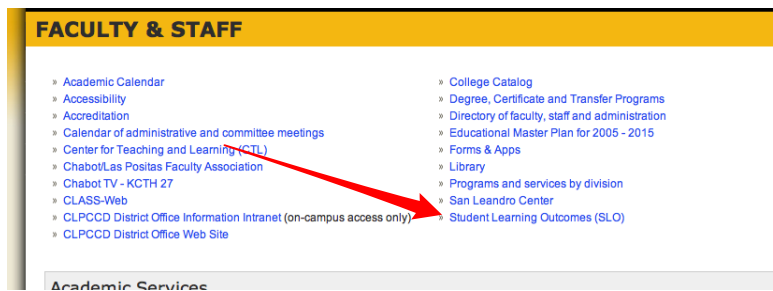 FACULTY & STAFF
» Academic Calendar
» Accessibility
» Accreditation
» Calendar of administrative and committee meetings
» Center for Teaching and Learning (CTL)
» Chabot/Las Positas Faculty Association
» Chabot TV - KCTH 27
» CLASS-Web
» CLPCCD District Office Information Intranet (on-campus access only)
» CLPCCD District Office Web Site
» College Catalog
» Degree, Certificate and Transfer Programs
» Directory of faculty, staff and administration
» Educational Master Plan for 2005 - 2015
» Forms & Apps
» Library
» Programs and services by division
» San Leandro Center
» Student Learning Outcomes (SLO)
Academic Services